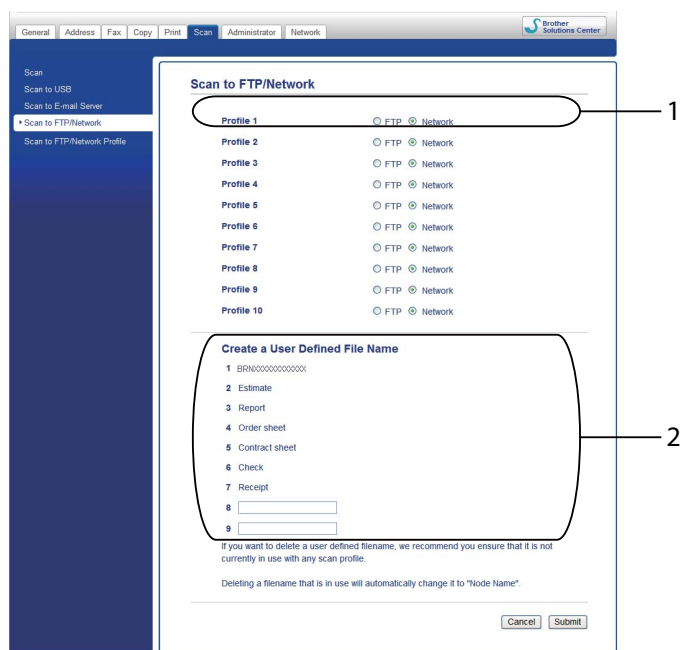 General Address Fax Copy Print Scan Administrator Network
Brother
Solutions Center
Scan
Scan to USB
Scan to E-mail Server
Scan to FTP/Network
Scan to FTP/Network Profile
Scan to FTP/Network
Profile 1 FTP Network
1
Profile 2 FTP Network
Profile 3 FTP Network
Profile 4 FTP Network
Profile 5 FTP Network
Profile 6 FTP Network
Profile 7 FTP Network
Profile 8 FTP Network
Profile 9 FTP Network
Profile 10 FTP Network
Create a User Defined File Name
1 BRNXXXXXXXXXXXX
2 Estimate
3 Report
4 Order sheet
5 Contract sheet
2
6 Check
7 Receipt
8
9
If you want to delete a user defined filename, we recommend you ensure that it is not
currently in use with any scan profile.
Deleting a filename that is in use will automatically change it to "Node Name".
Cancel Submit